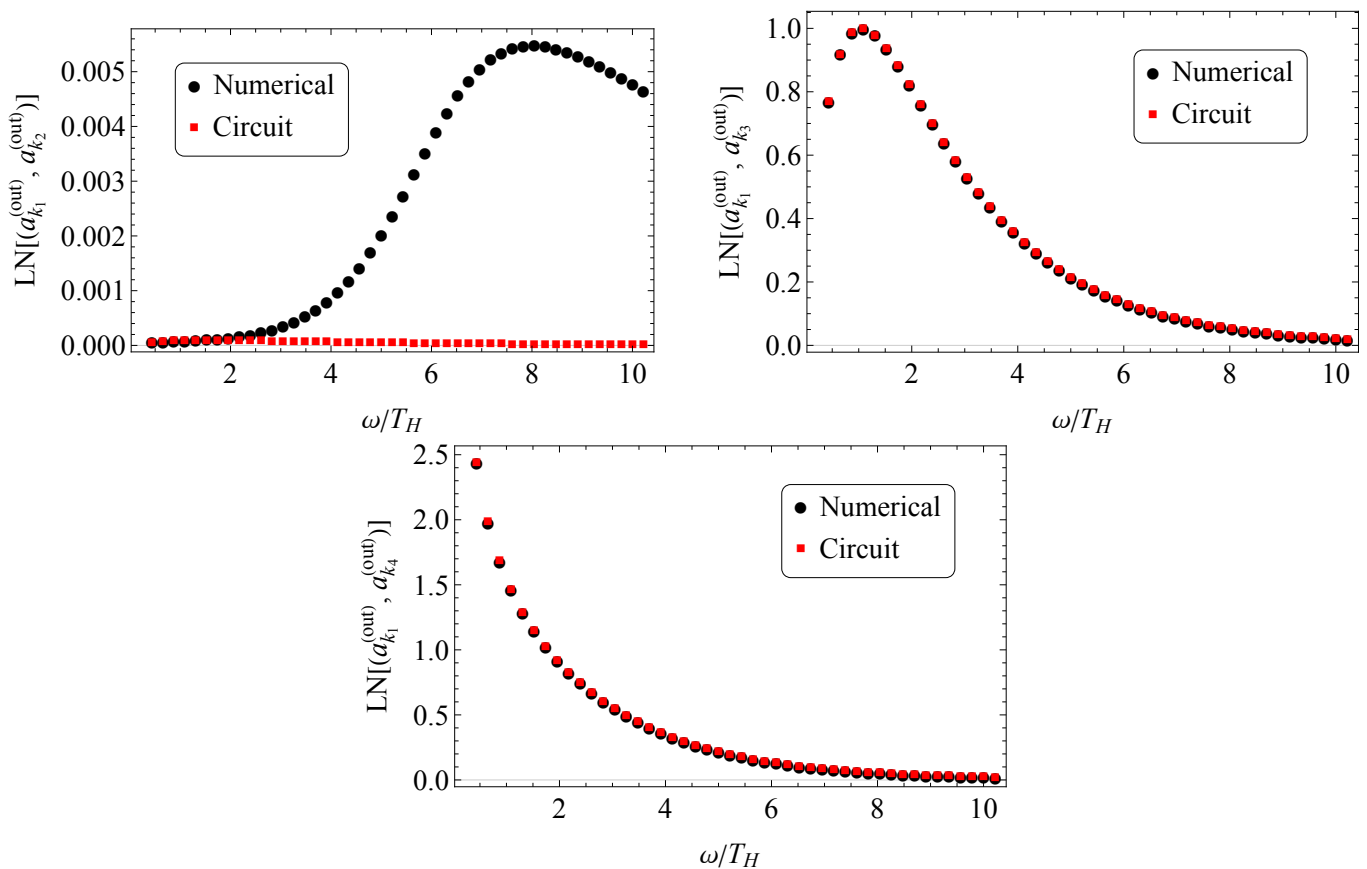 LN[(a_{k_1}^{(out)}, a_{k_2}^{(out)})]
0.005
0.004
0.003
0.002
0.001
0.000
Numerical
Circuit
2 4 6 8 10
ω/T_H
LN[(a_{k_1}^{(out)}, a_{k_3}^{(out)})]
1.0
0.8
0.6
0.4
0.2
0.0
Numerical
Circuit
2 4 6 8 10
ω/T_H
LN[(a_{k_1}^{(out)}, a_{k_4}^{(out)})]
2.5
2.0
1.5
1.0
0.5
0.0
Numerical
Circuit
2 4 6 8 10
ω/T_H